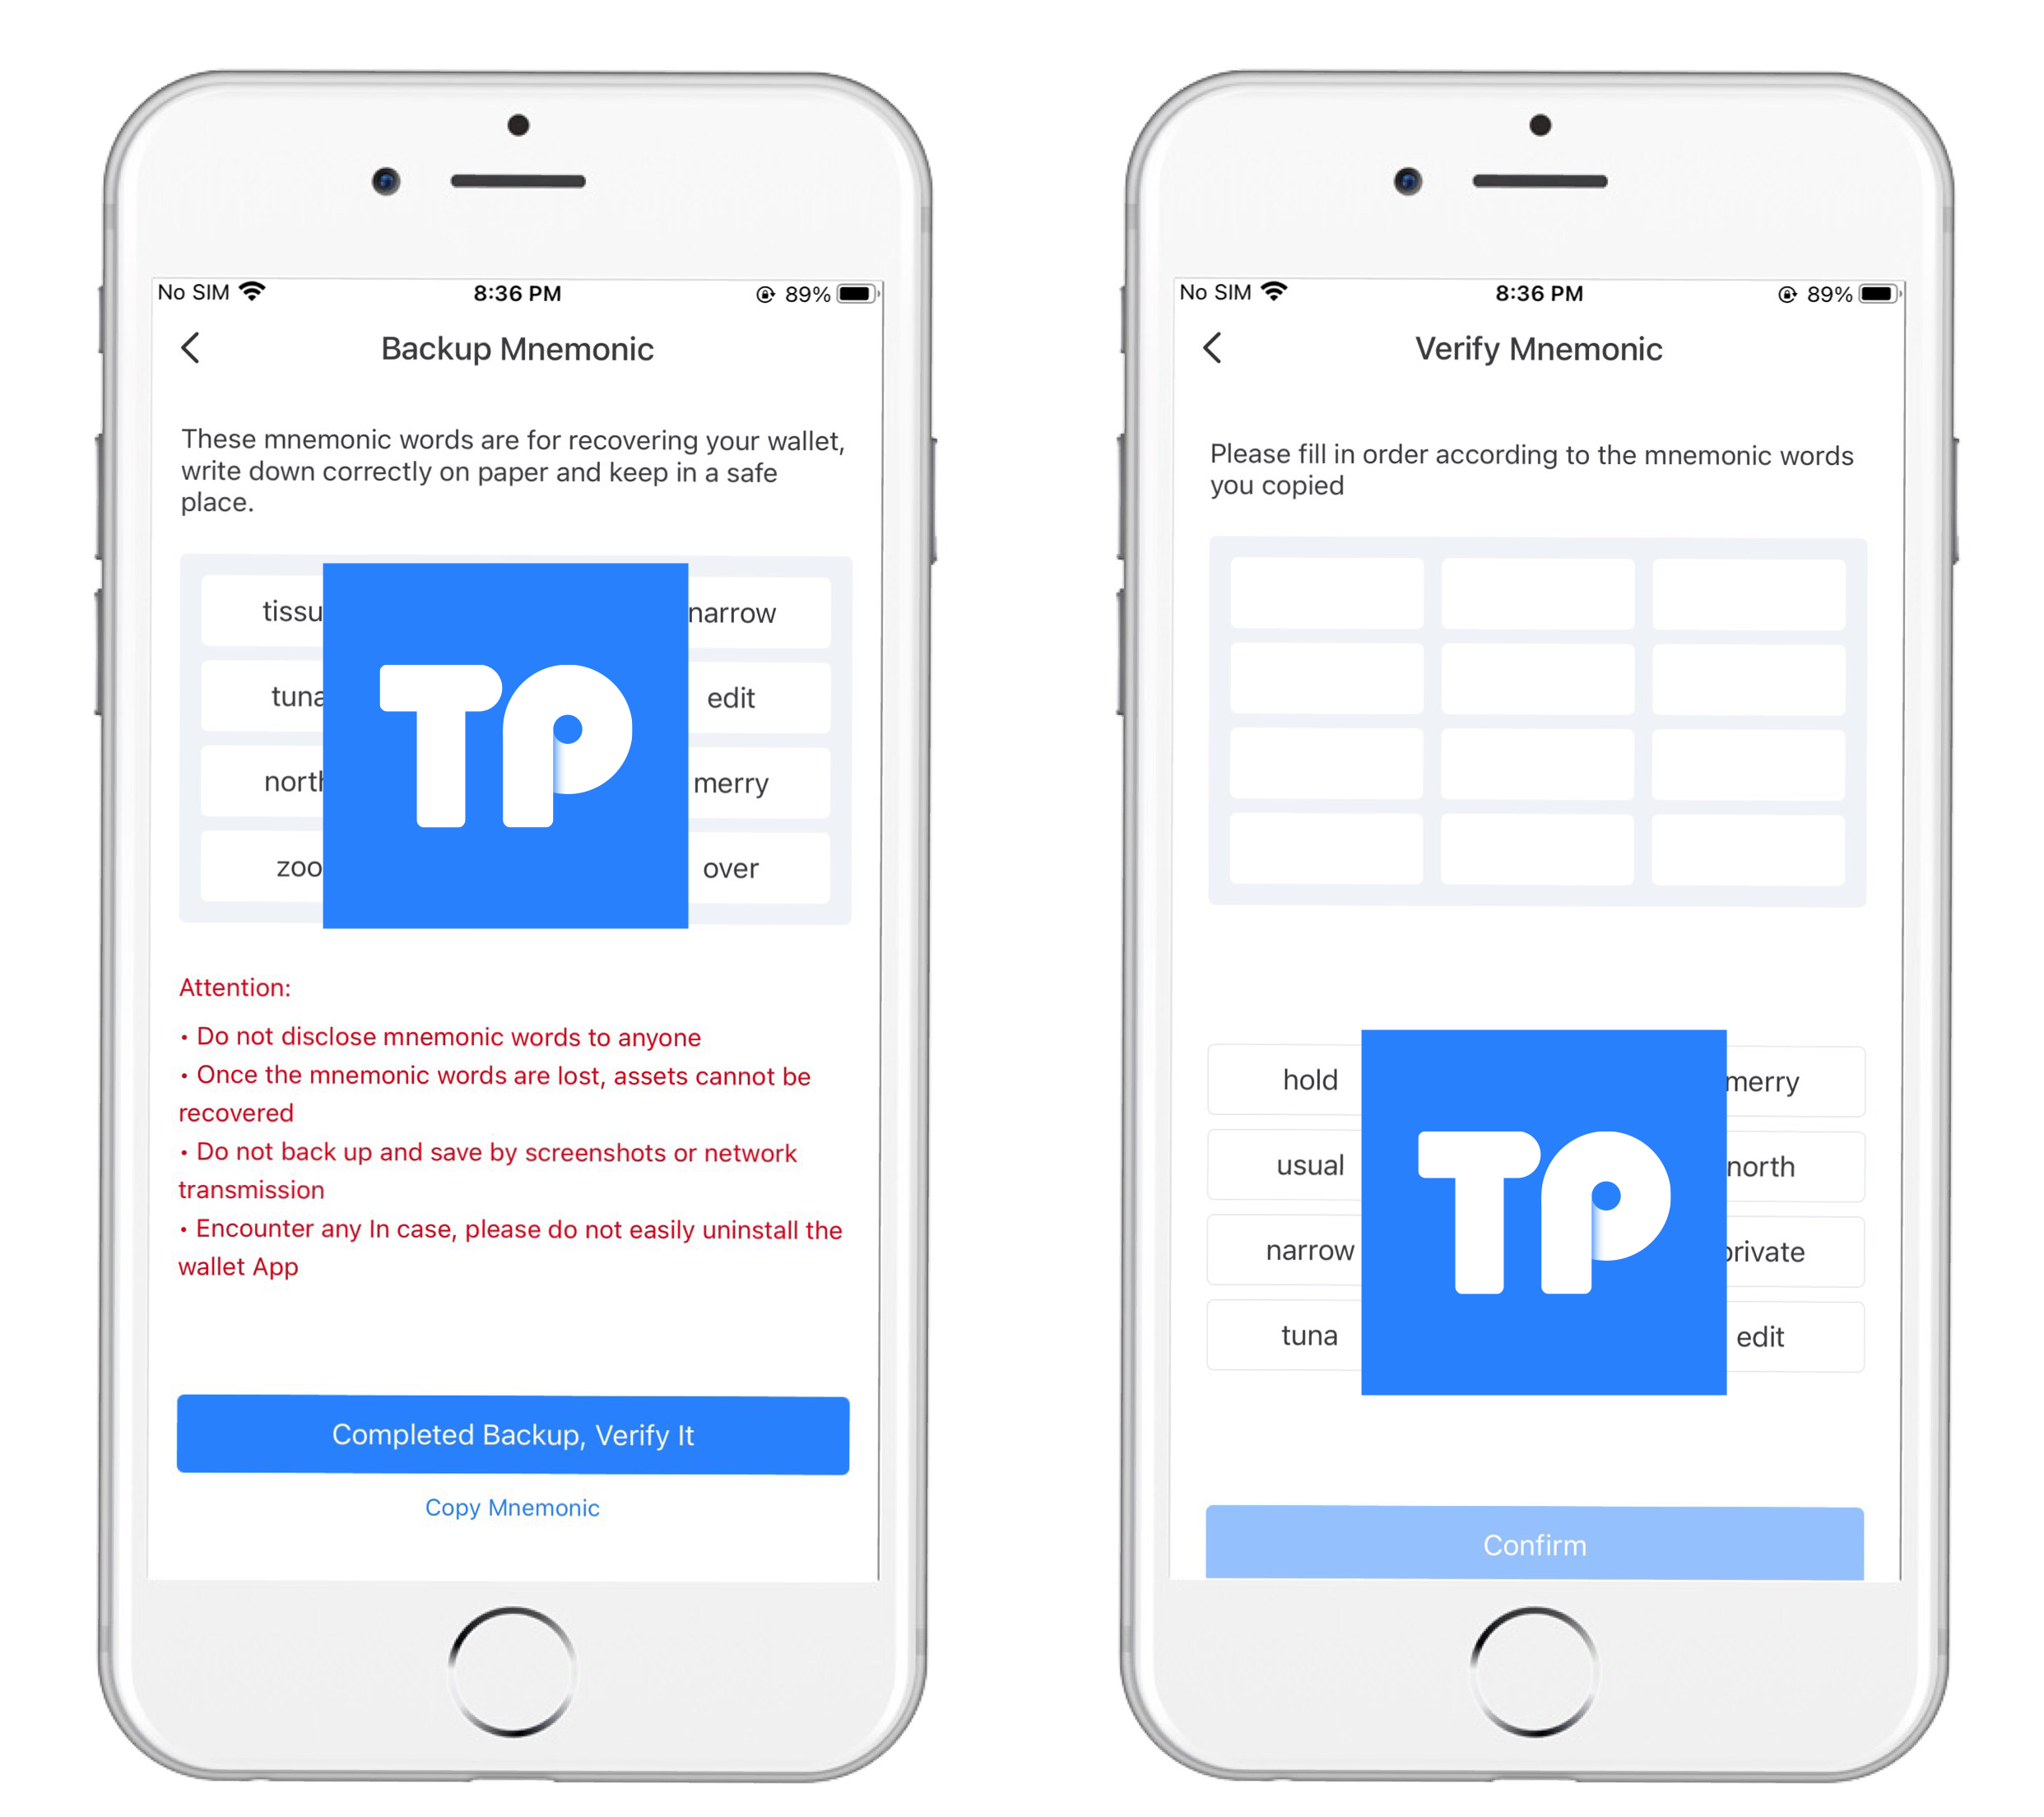 No SIM 8:36 PM 89%
Backup Mnemonic
These mnemonic words are for recovering your wallet,
write down correctly on paper and keep in a safe
place.
tissu narrow
TP
tuna edit
north merry
zoo over
Attention:
• Do not disclose mnemonic words to anyone
• Once the mnemonic words are lost, assets cannot be
recovered
• Do not back up and save by screenshots or network
transmission
• Encounter any In case, please do not easily uninstall the
wallet App
Completed Backup, Verify It
Copy Mnemonic
No SIM 8:36 PM 89%
Verify Mnemonic
Please fill in order according to the mnemonic words
you copied
hold merry
TP
usual north
narrow private
tuna edit
Confirm